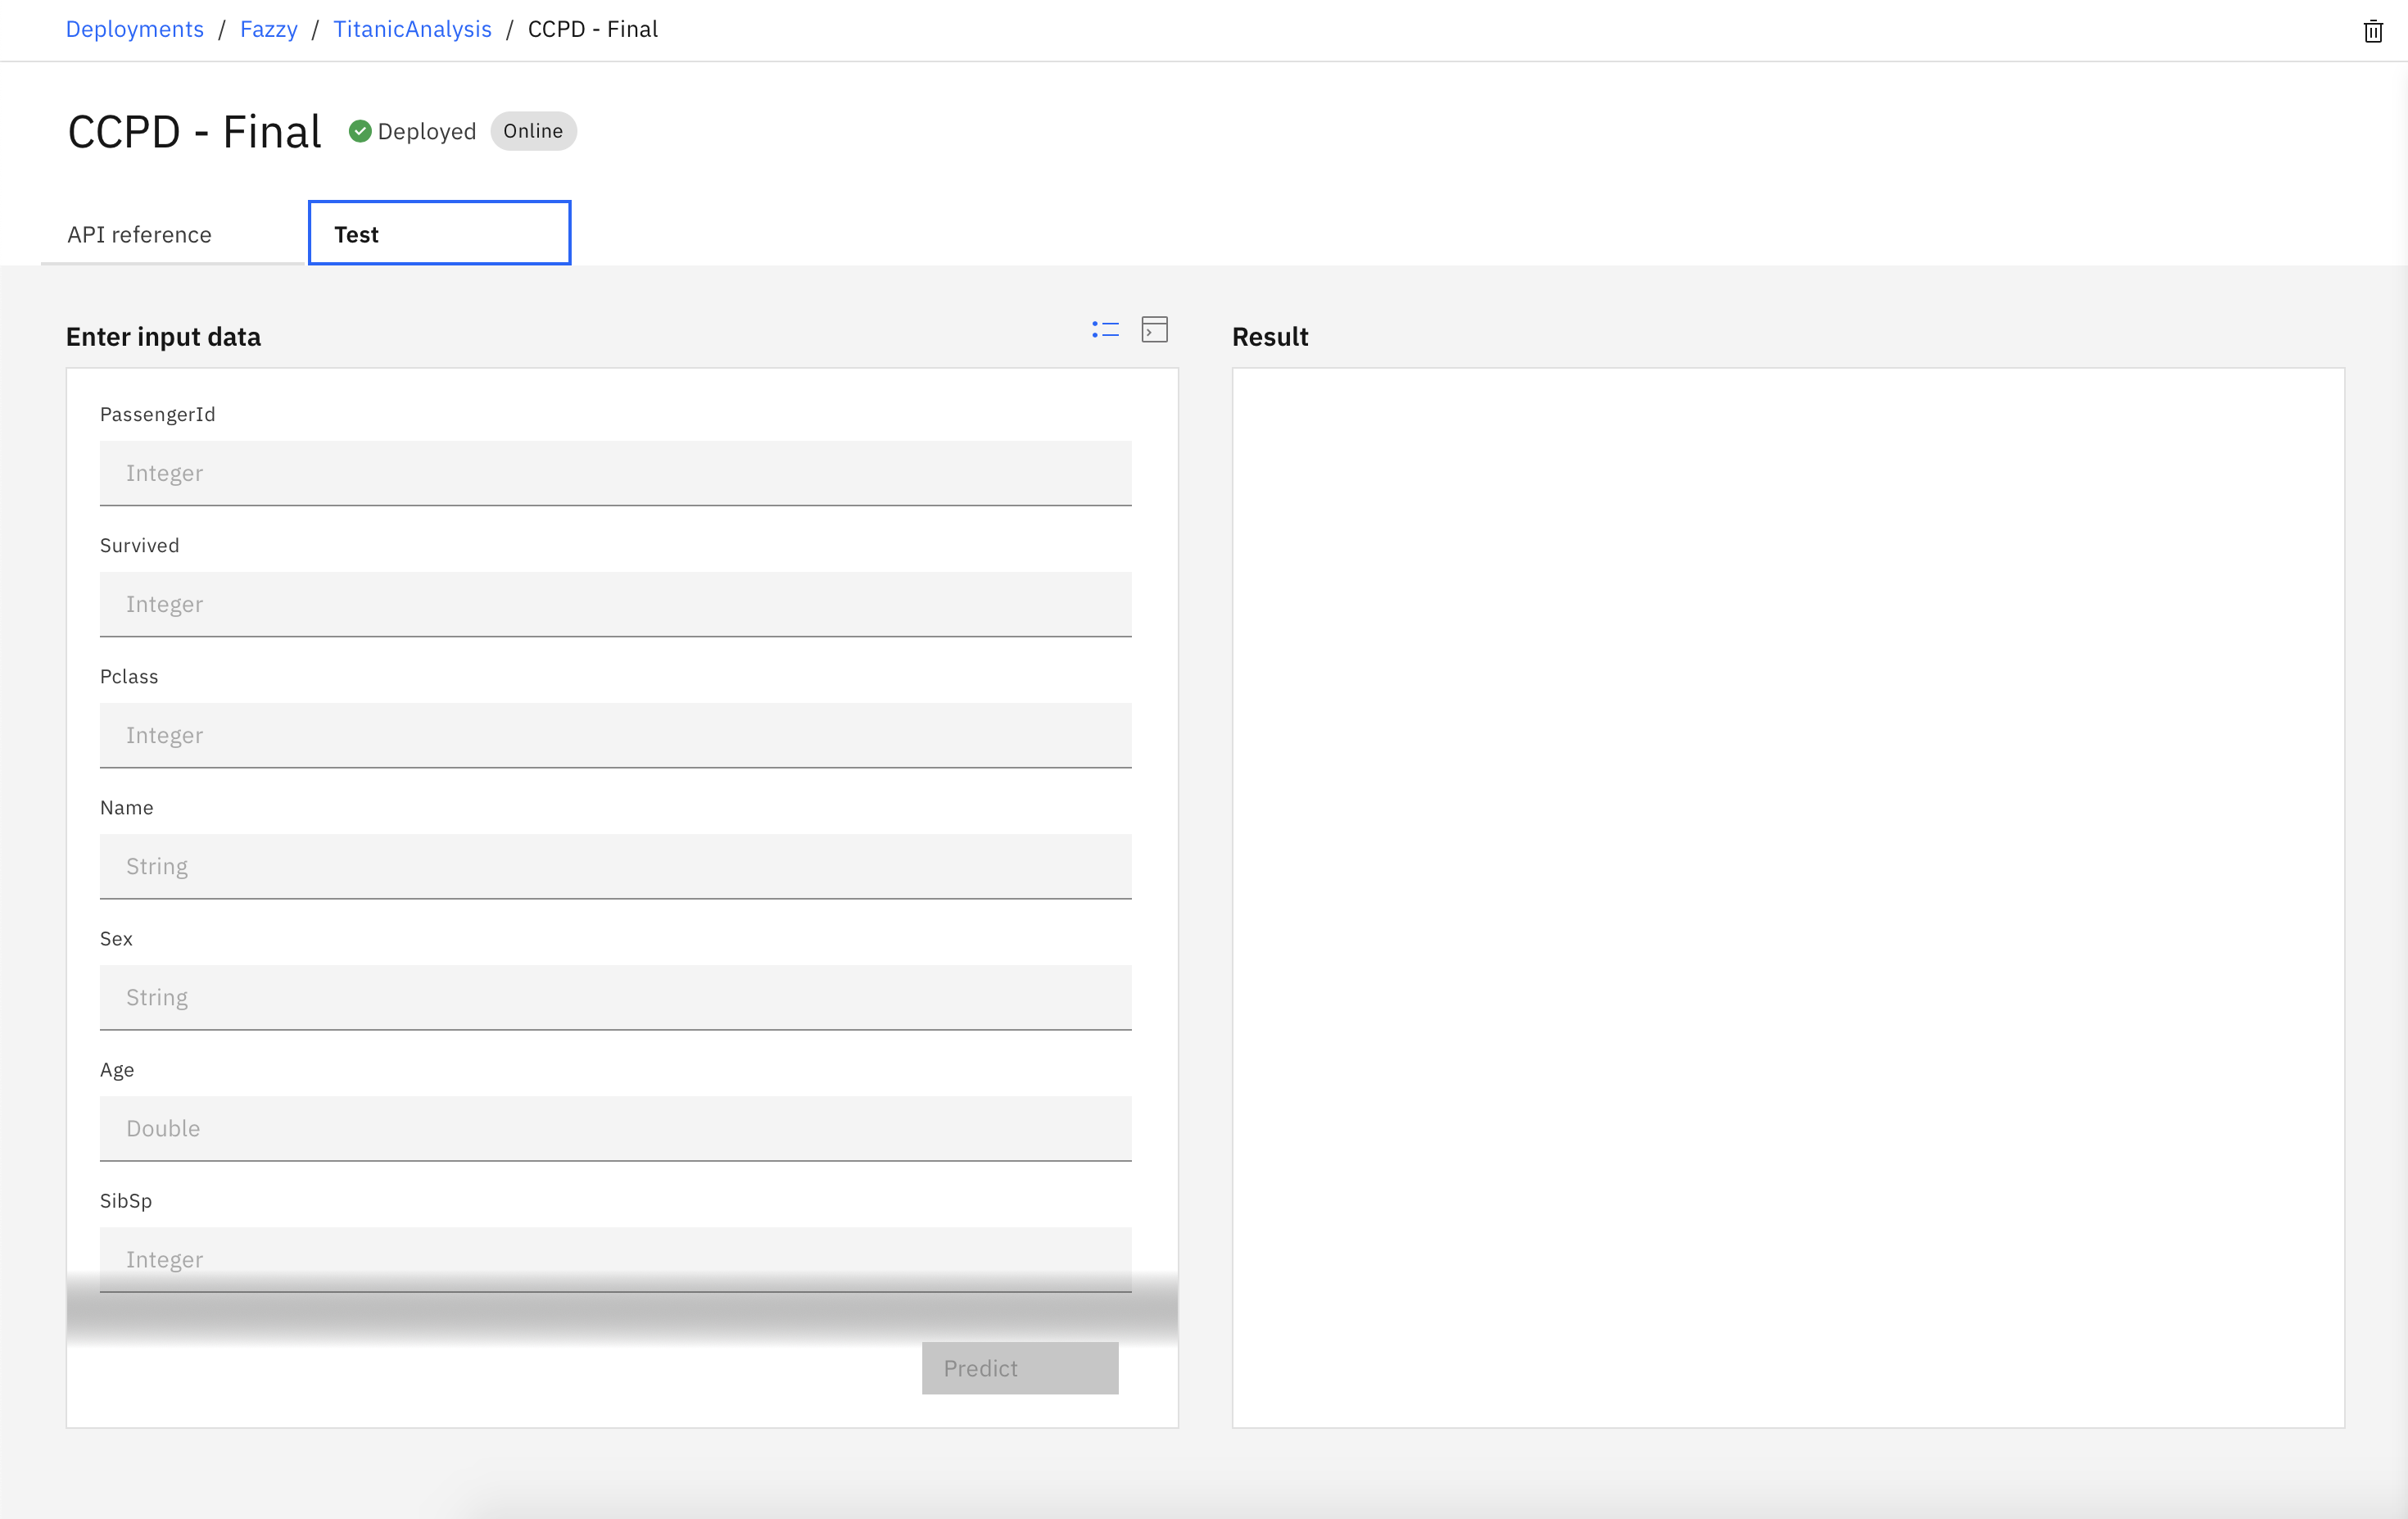 Deployments / Fazzy / TitanicAnalysis / CCPD - Final
CCPD - Final Deployed Online
API reference Test
Enter input data
PassengerId
Integer
Survived
Integer
Pclass
Integer
Name
String
Sex
String
Age
Double
SibSp
Integer
Predict
Result